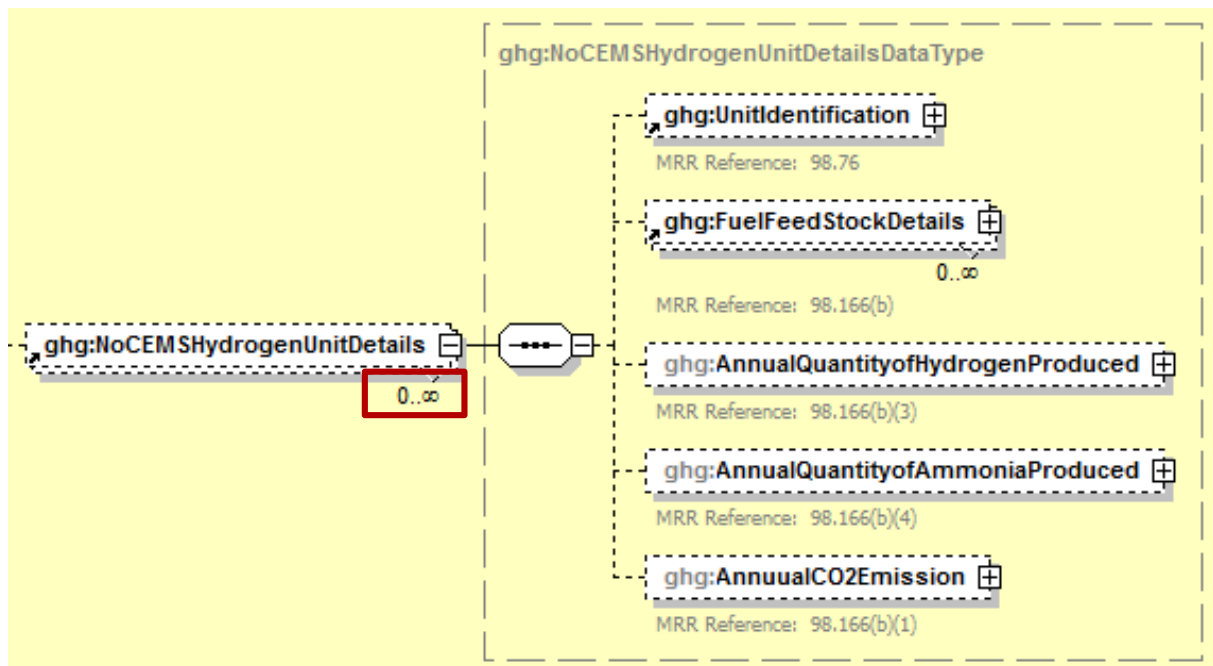 ghg:NoCEMSHydrogenUnitDetailsDataType
ghg:UnitIdentification
MRR Reference: 98.76
ghg:FuelFeedStockDetails
0..∞
MRR Reference: 98.166(b)
ghg:NoCEMSHydrogenUnitDetails
0..∞
ghg:AnnualQuantityofHydrogenProduced
MRR Reference: 98.166(b)(3)
ghg:AnnualQuantityofAmmoniaProduced
MRR Reference: 98.166(b)(4)
ghg:AnnuualCO2Emission
MRR Reference: 98.166(b)(1)